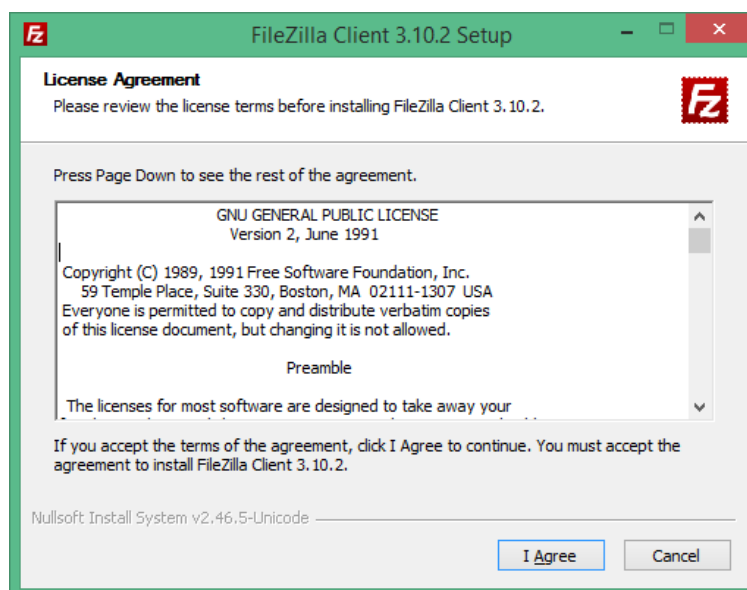 Fz
FileZilla Client 3.10.2 Setup
License Agreement
Please review the license terms before installing FileZilla Client 3.10.2.
Fz
Press Page Down to see the rest of the agreement.
GNU GENERAL PUBLIC LICENSE
Version 2, June 1991
Copyright (C) 1989, 1991 Free Software Foundation, Inc.
59 Temple Place, Suite 330, Boston, MA 02111-1307 USA
Everyone is permitted to copy and distribute verbatim copies
of this license document, but changing it is not allowed.
Preamble
The licenses for most software are designed to take away your
If you accept the terms of the agreement, click I Agree to continue. You must accept the
agreement to install FileZilla Client 3.10.2.
Nullsoft Install System v2.46.5-Unicode
I Agree
Cancel